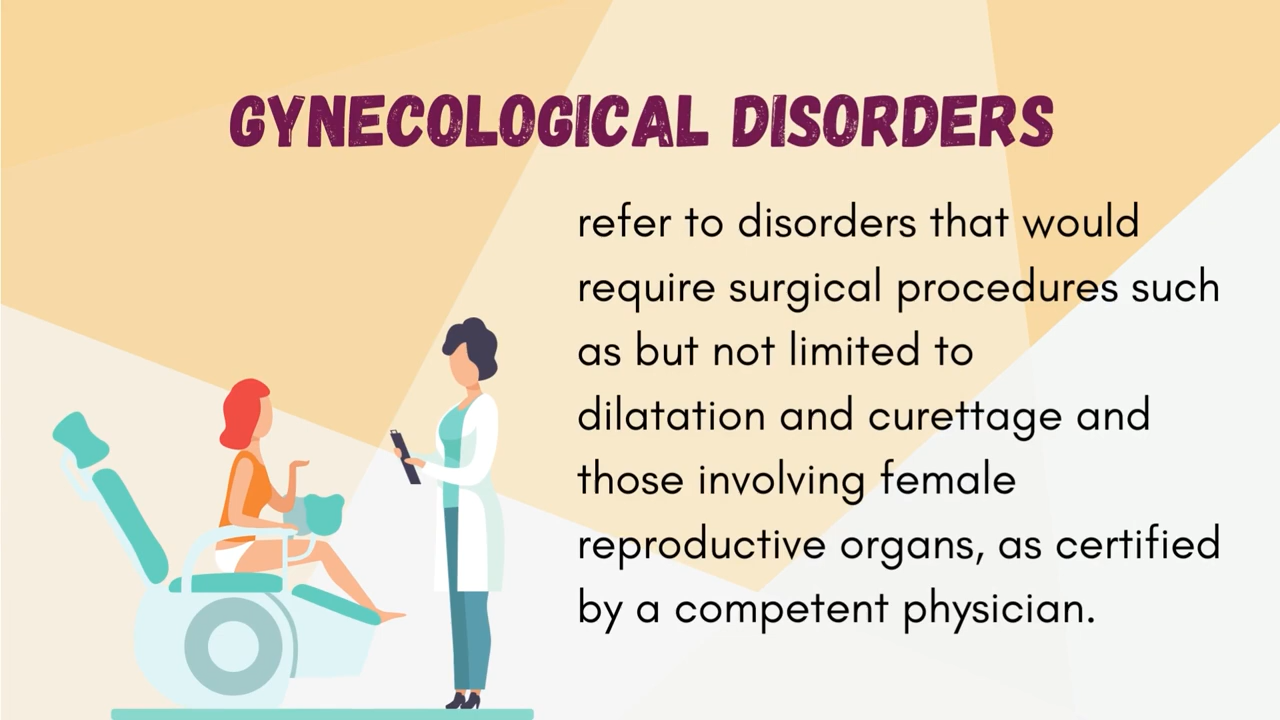 GYNECOLOGICAL DISORDERS
refer to disorders that would
require surgical procedures such
as but not limited to
dilatation and curettage and
those involving female
reproductive organs, as certified
by a competent physician.